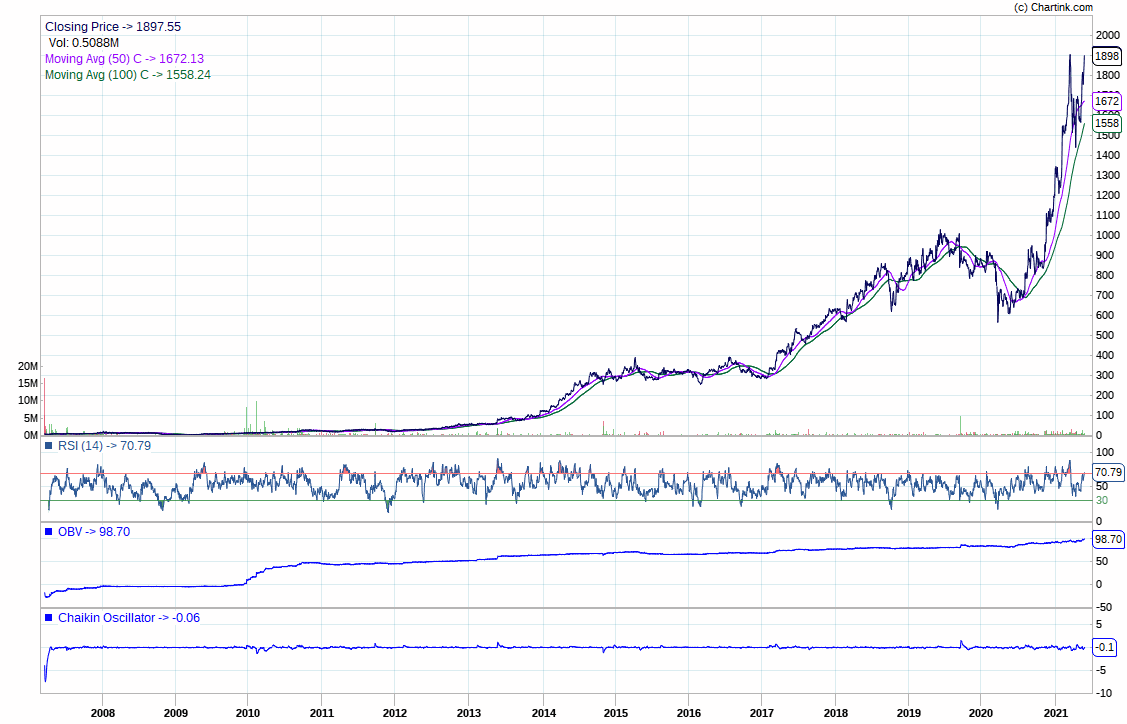 (c) Chartink.com
Closing Price -> 1897.55
Vol: 0.5088M
Moving Avg (50) C -> 1672.13
Moving Avg (100) C -> 1558.24
2000
1898
1800
1672
1558
1500
1400
1300
1200
1100
1000
900
800
700
600
500
400
300
200
100
0
20M
15M
10M
5M
0M
RSI (14) -> 70.79
100
70.79
50
30
0
OBV -> 98.70
98.70
50
0
-50
Chaikin Oscillator -> -0.06
5
-0.1
-5
-10
2008 2009 2010 2011 2012 2013 2014 2015 2016 2017 2018 2019 2020 2021